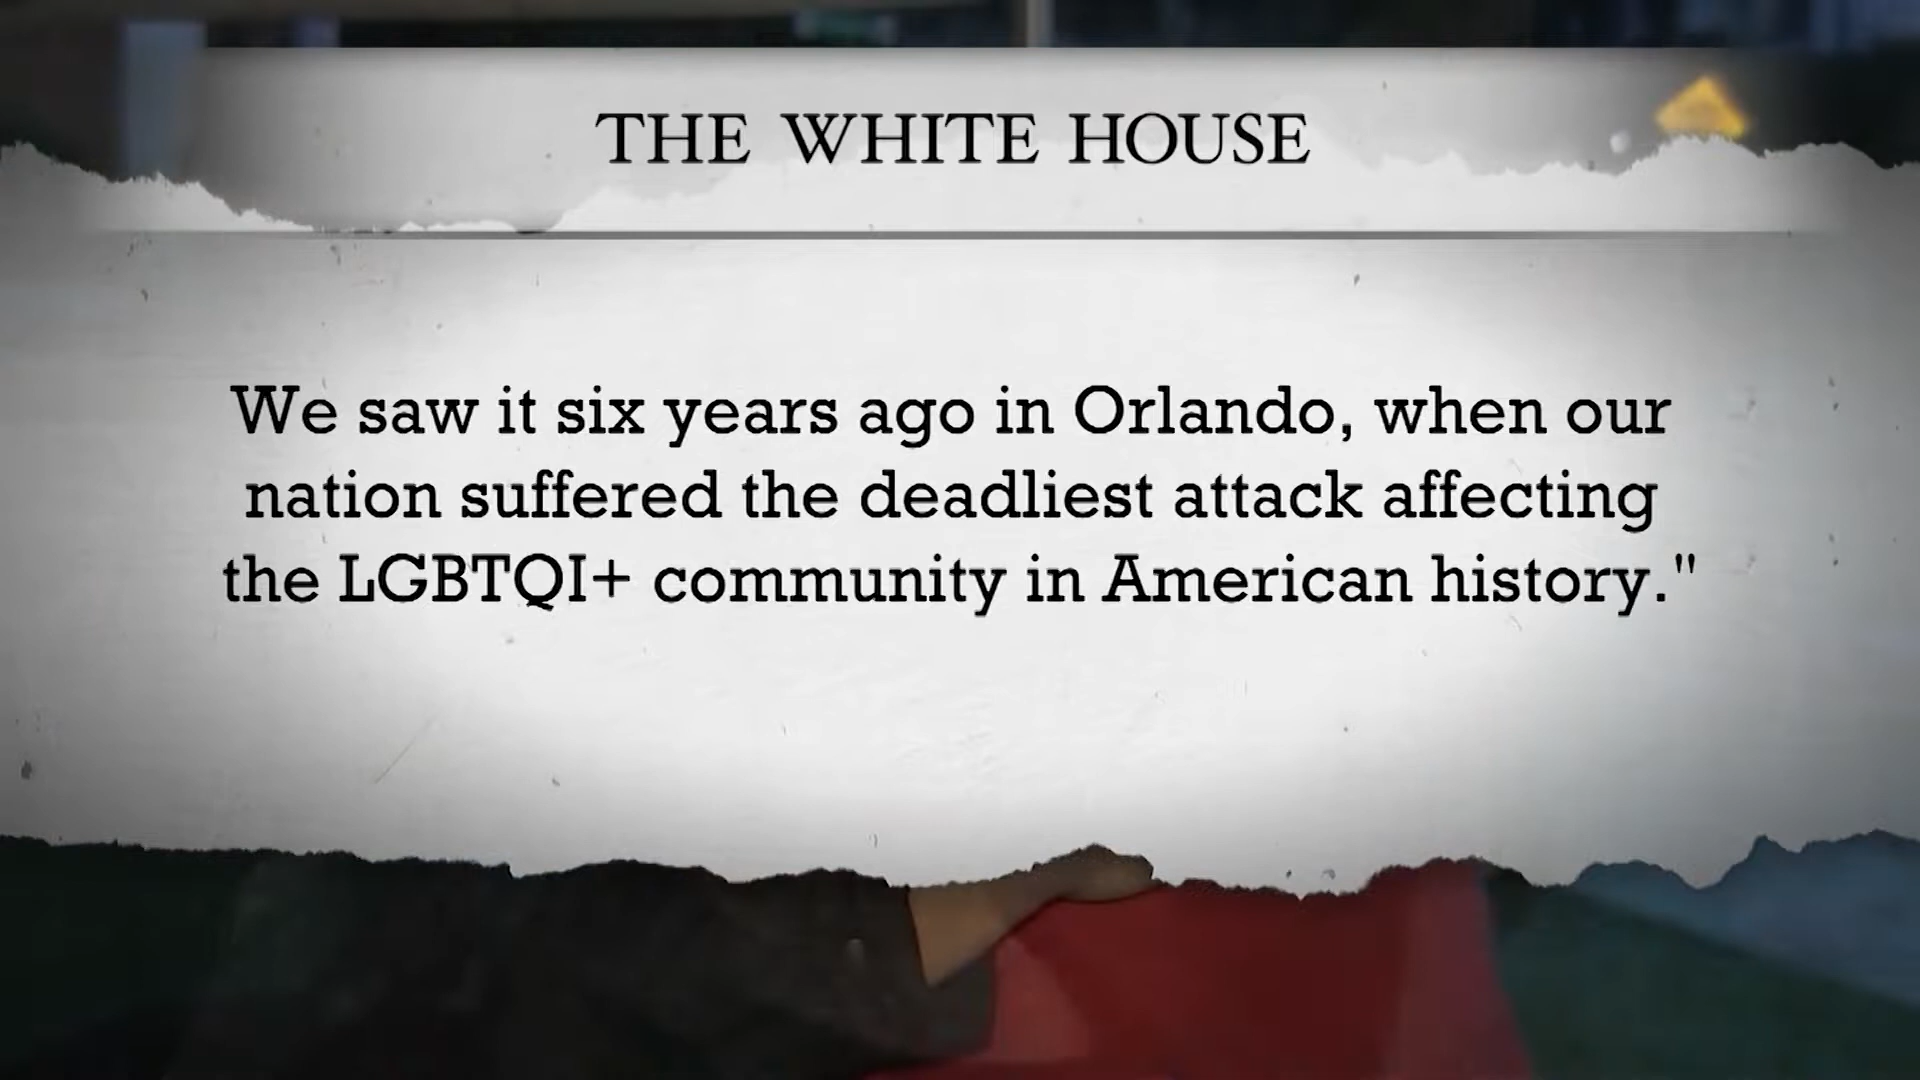 THE WHITE HOUSE
We saw it six years ago in Orlando, when our
nation suffered the deadliest attack affecting
the LGBTQI+ community in American history."